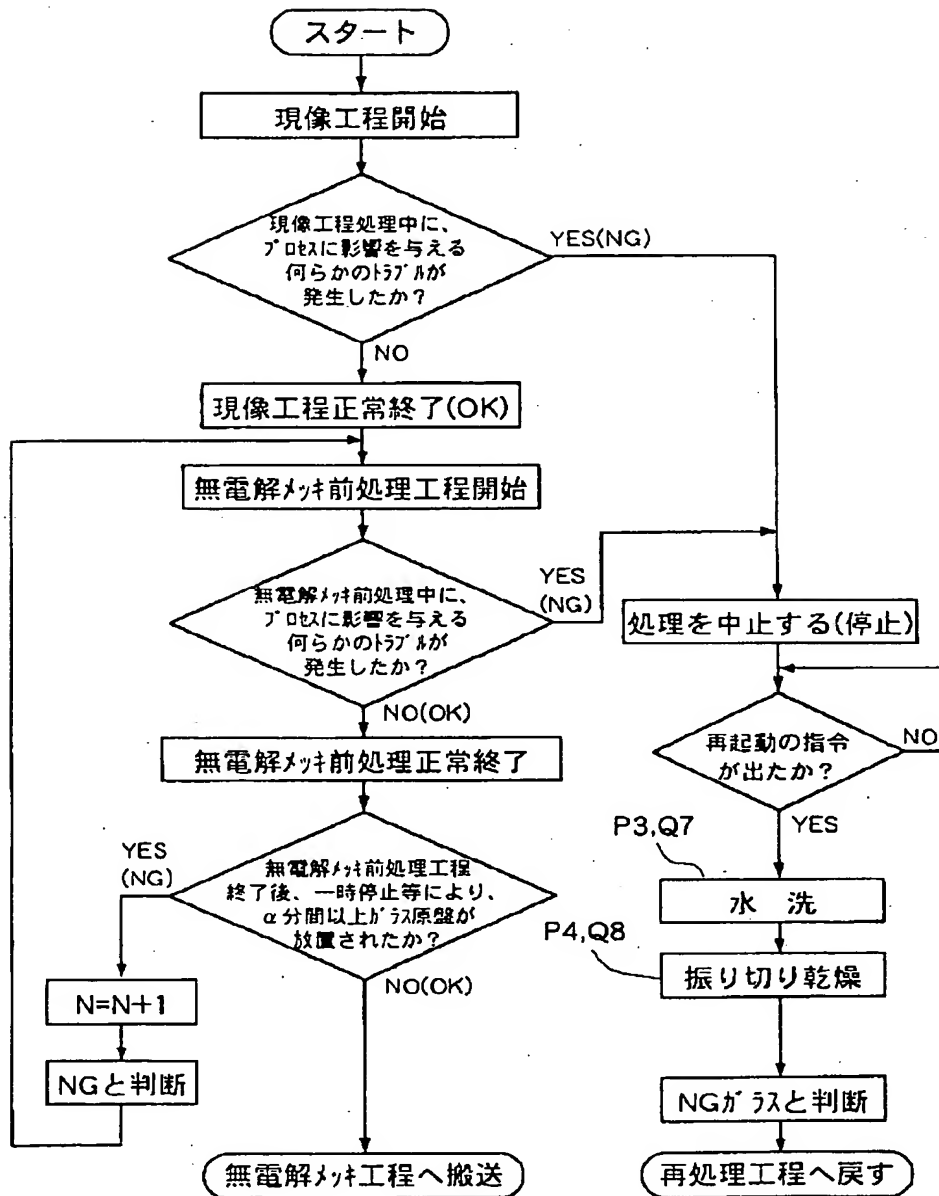 スタート
現像工程開始
現像工程処理中に、
プロセスに影響を与える
何らかのトラブルが
発生したか？
YES(NG)
NO
現像工程正常終了(OK)
無電解メッキ前処理工程開始
無電解メッキ前処理中に、
プロセスに影響を与える
何らかのトラブルが
発生したか？
YES
(NG)
NO(OK)
無電解メッキ前処理正常終了
無電解メッキ前処理工程
終了後、一時停止等により、
α分間以上ガラス原盤が
放置されたか？
YES
(NG)
NO(OK)
N=N+1
NGと判断
無電解メッキ工程へ搬送
処理を中止する(停止)
再起動の指令
が出たか？
NO
YES
P3,Q7
水 洗
P4,Q8
振り切り乾燥
NGガラスと判断
再処理工程へ戻す